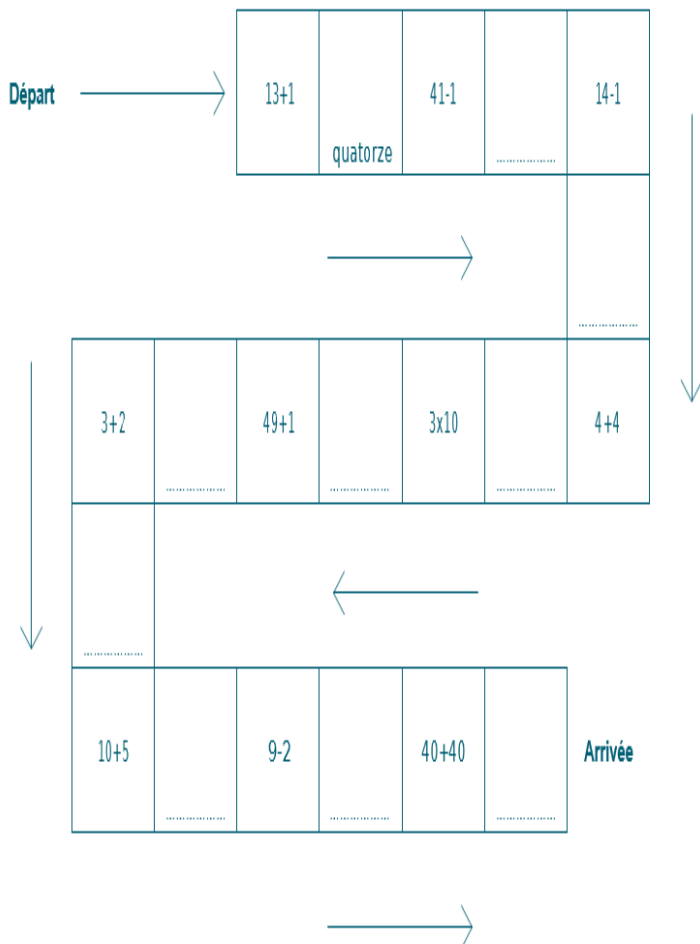 Départ 13+1 quatorze 41-1 ................. 14-1
.................
3+2 ................. 49+1 ................. 3x10 ................. 4+4
.................
10+5 ................. 9-2 ................. 40+40 ................. Arrivée